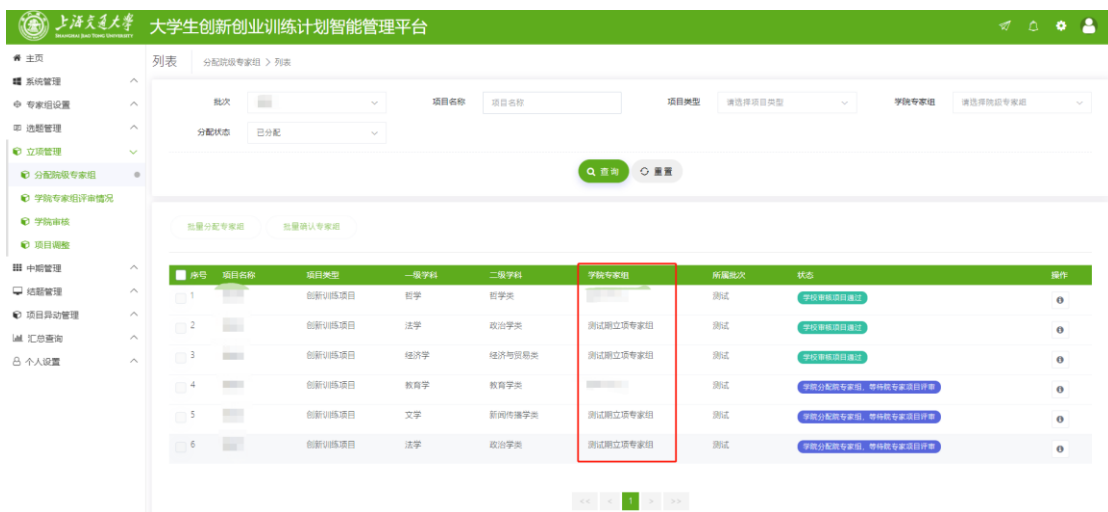 上海交通大学 大学生创新创业训练计划智能管理平台
SHANGHAI JIAO TONG UNIVERSITY
主页
系统管理
专家组设置
选题管理
立项管理
分配院级专家组
学院专家组评审情况
学院审核
项目调整
中期管理
结题管理
项目异动管理
汇总查询
个人设置
列表 分配院级专家组 > 列表
批次 项目名称 项目名称 项目类型 请选择项目类型 学院专家组 请选择院级专家组
分配状态 已分配
查询 重置
批量分配专家组 批量确认专家组
序号 项目名称 项目类型 一级学科 二级学科 学院专家组 所属批次 状态 操作
1 创新训练项目 哲学 哲学类 测试 学校审核项目通过
2 创新训练项目 法学 政治学类 测试期立项专家组 测试 学校审核项目通过
3 创新训练项目 经济学 经济与贸易类 测试期立项专家组 测试 学校审核项目通过
4 创新训练项目 教育学 教育学类 测试 学院分配院专家组，等待院专家项目评审
5 创新训练项目 文学 新闻传播学类 测试期立项专家组 测试 学院分配院专家组，等待院专家项目评审
6 创新训练项目 法学 政治学类 测试期立项专家组 测试 学院分配院专家组，等待院专家项目评审
<< < 1 > >>